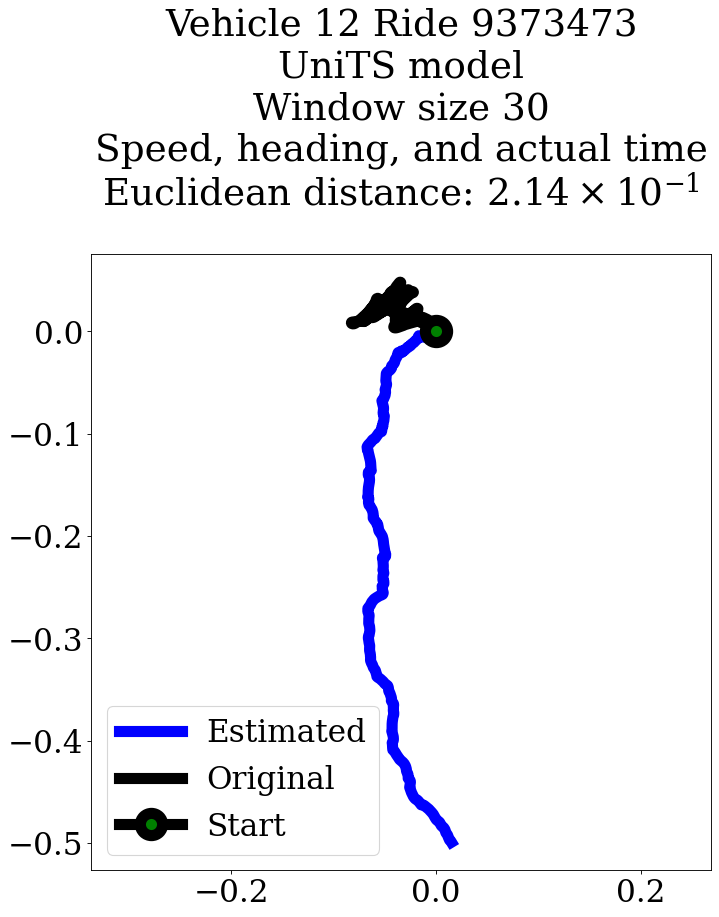 Vehicle 12 Ride 9373473
UniTS model
Window size 30
Speed, heading, and actual time
Euclidean distance: 2.14 × 10⁻¹
0.0
−0.1
−0.2
−0.3
−0.4
−0.5
Estimated
Original
Start
−0.2 0.0 0.2